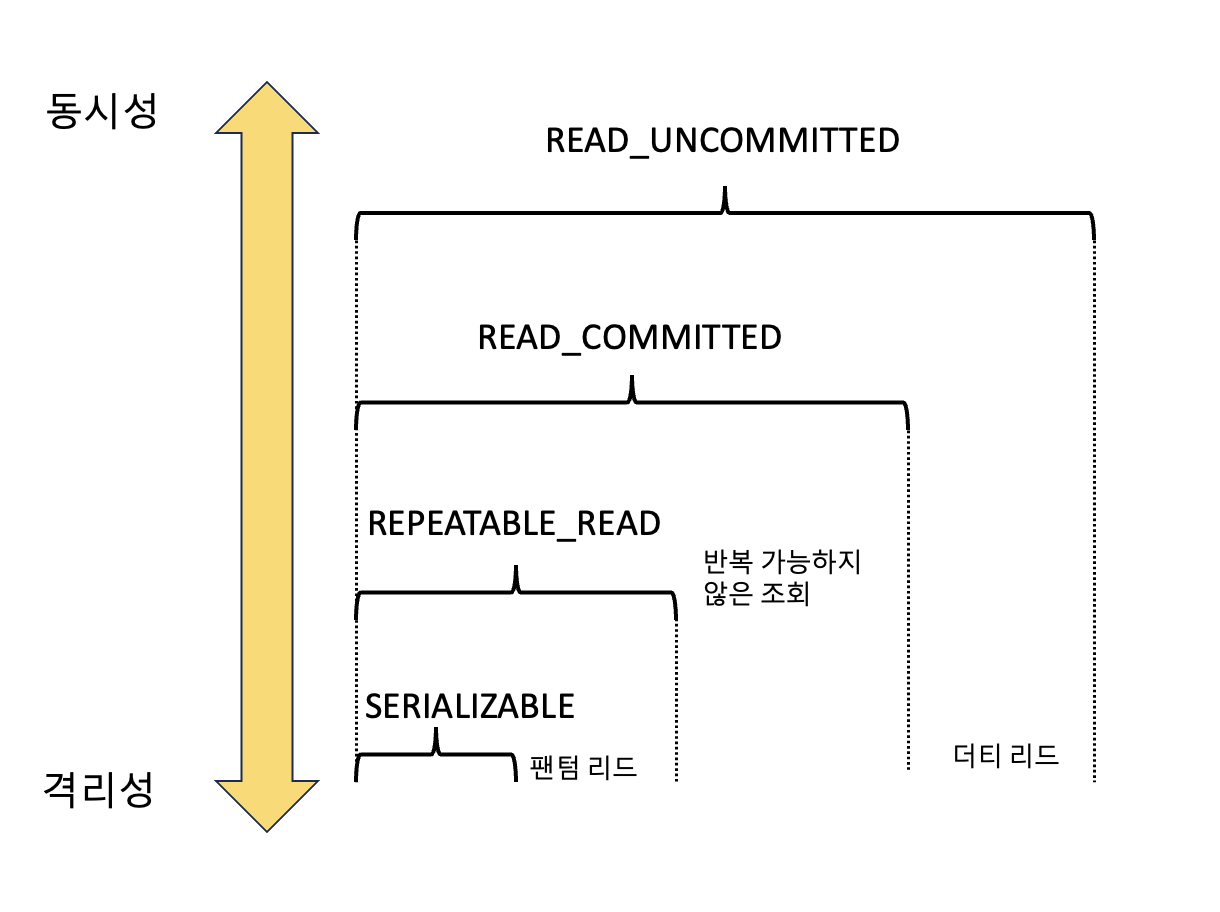 동시성
READ_UNCOMMITTED
READ_COMMITTED
REPEATABLE_READ
반복 가능하지
않은 조회
SERIALIZABLE
팬텀 리드
더티 리드
격리성